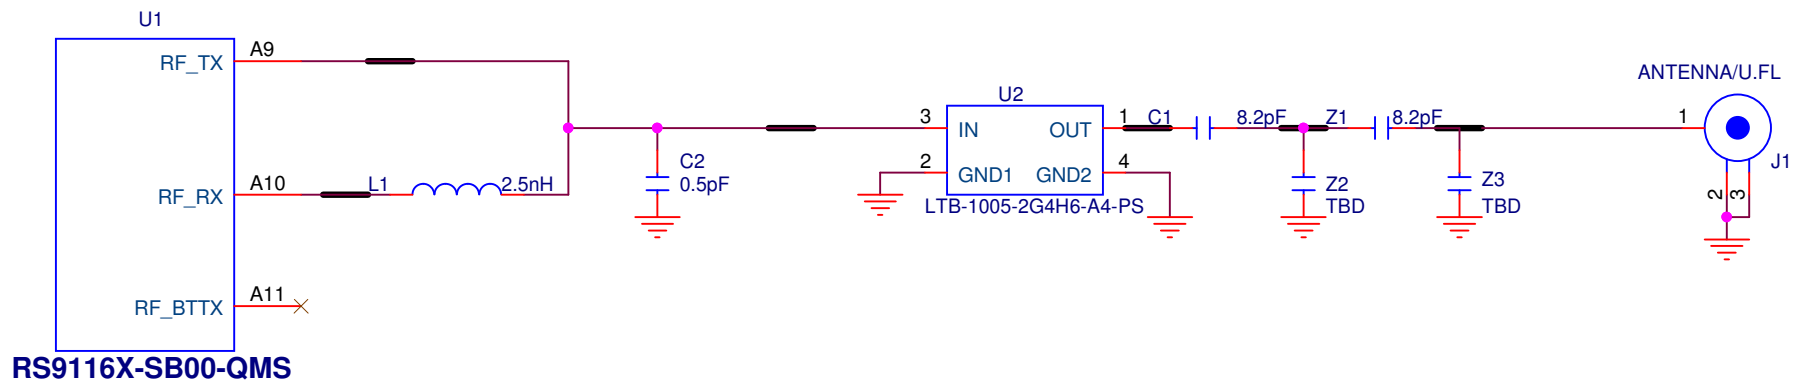 U1
RF_TX
A9
RF_RX
A10
L1
2.5nH
RF_BTTX
A11
RS9116X-SB00-QMS
C2
0.5pF
U2
3
IN
OUT
1
2
GND1
GND2
4
LTB-1005-2G4H6-A4-PS
C1
8.2pF
Z1
8.2pF
Z2
TBD
Z3
TBD
ANTENNA/U.FL
1
J1
2
3